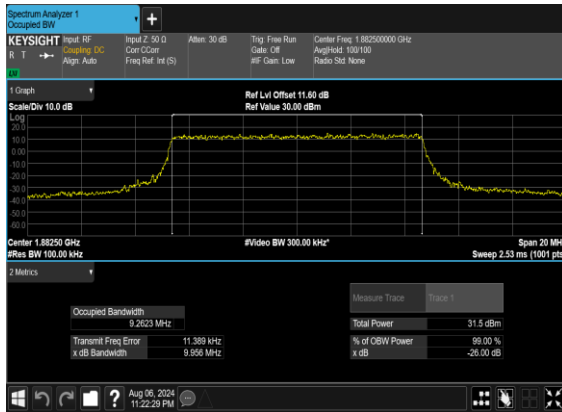 Spectrum Analyzer 1
Occupied BW
KEYSIGHT Input: RF Input Z: 50 Ω Atten: 30 dB Trig: Free Run Center Freq: 1.882500000 GHz
R T Coupling: DC Corr CCorr Gate: Off Avg|Hold: 100/100
Align: Auto Freq Ref: Int (S) #IF Gain: Low Radio Std: None
LW
1 Graph Ref Lvl Offset 11.60 dB
Scale/Div 10.0 dB Ref Value 30.00 dBm
Log
20.0
10.0
0.00
-10.0
-20.0
-30.0
-40.0
-50.0
-60.0
Center 1.88250 GHz #Video BW 300.00 kHz* Span 20 MH
#Res BW 100.00 kHz Sweep 2.53 ms (1001 pts
2 Metrics
Measure Trace Trace 1
Occupied Bandwidth
9.2623 MHz Total Power 31.5 dBm
Transmit Freq Error 11.389 kHz % of OBW Power 99.00 %
x dB Bandwidth 9.956 MHz x dB -26.00 dB
? Aug 06, 2024
11:22:29 PM